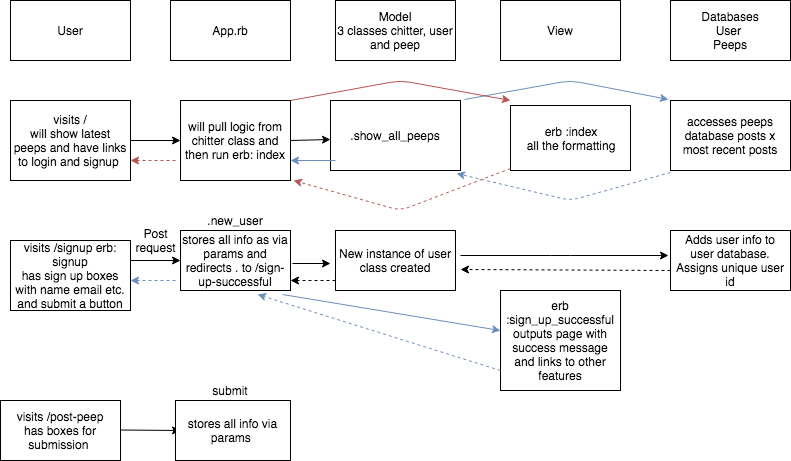 User
App.rb
Model
3 classes chitter, user
and peep
View
Databases
User
Peeps
visits /
will show latest
peeps and have links
to login and signup
will pull logic from
chitter class and
then run erb: index
.show_all_peeps
erb :index
all the formatting
accesses peeps
database posts x
most recent posts
visits /signup erb:
signup
has sign up boxes
with name email etc.
and submit a button
Post
request
.new_user
stores all info as via
params and
redirects . to /sign-
up-successful
New instance of user
class created
Adds user info to
user database.
Assigns unique user
id
erb
:sign_up_successful
outputs page with
success message
and links to other
features
visits /post-peep
has boxes for
submission
submit
stores all info via
params